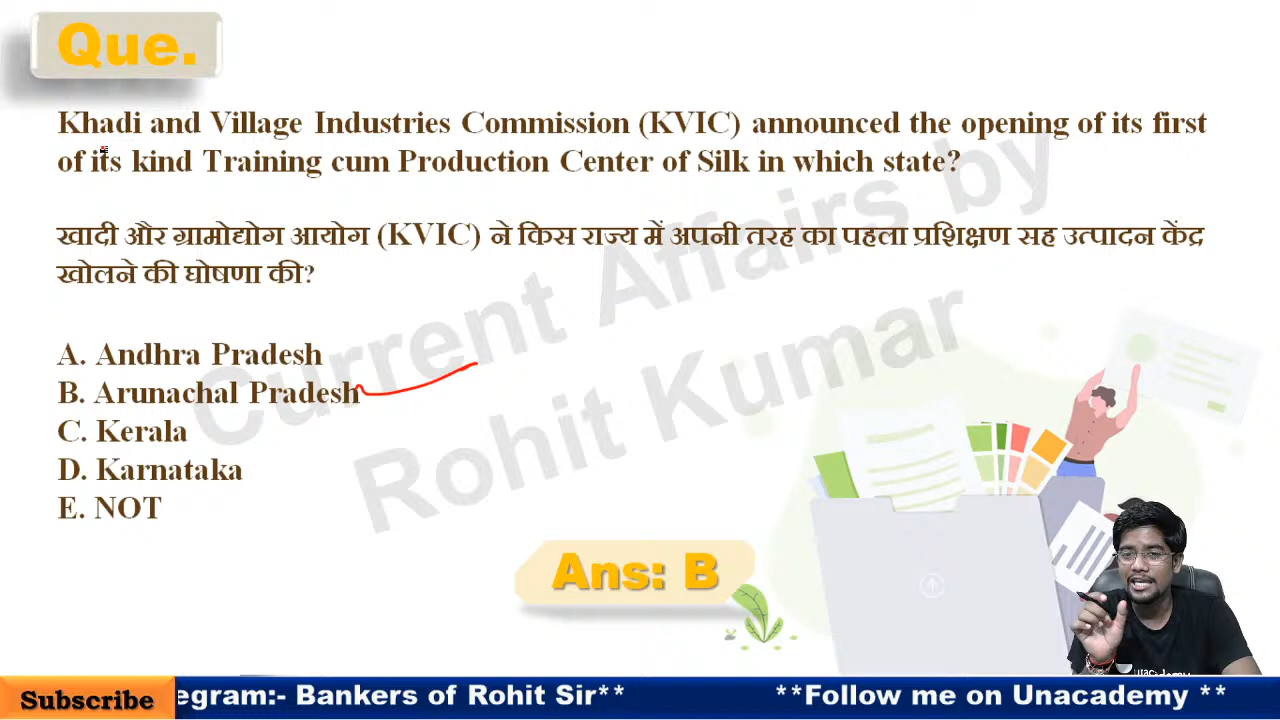 Que.
Khadi and Village Industries Commission (KVIC) announced the opening of its first
of its kind Training cum Production Center of Silk in which state?
खादी और ग्रामोद्योग आयोग (KVIC) ने किस राज्य में अपनी तरह का पहला प्रशिक्षण सह उत्पादन केंद्र
खोलने की घोषणा की?
A. Andhra Pradesh
B. Arunachal Pradesh
C. Kerala
D. Karnataka
E. NOT
Current Affairs by
Rohit Kumar
Ans: B
unacademy
Subscribe
egram:- Bankers of Rohit Sir** **Follow me on Unacademy **